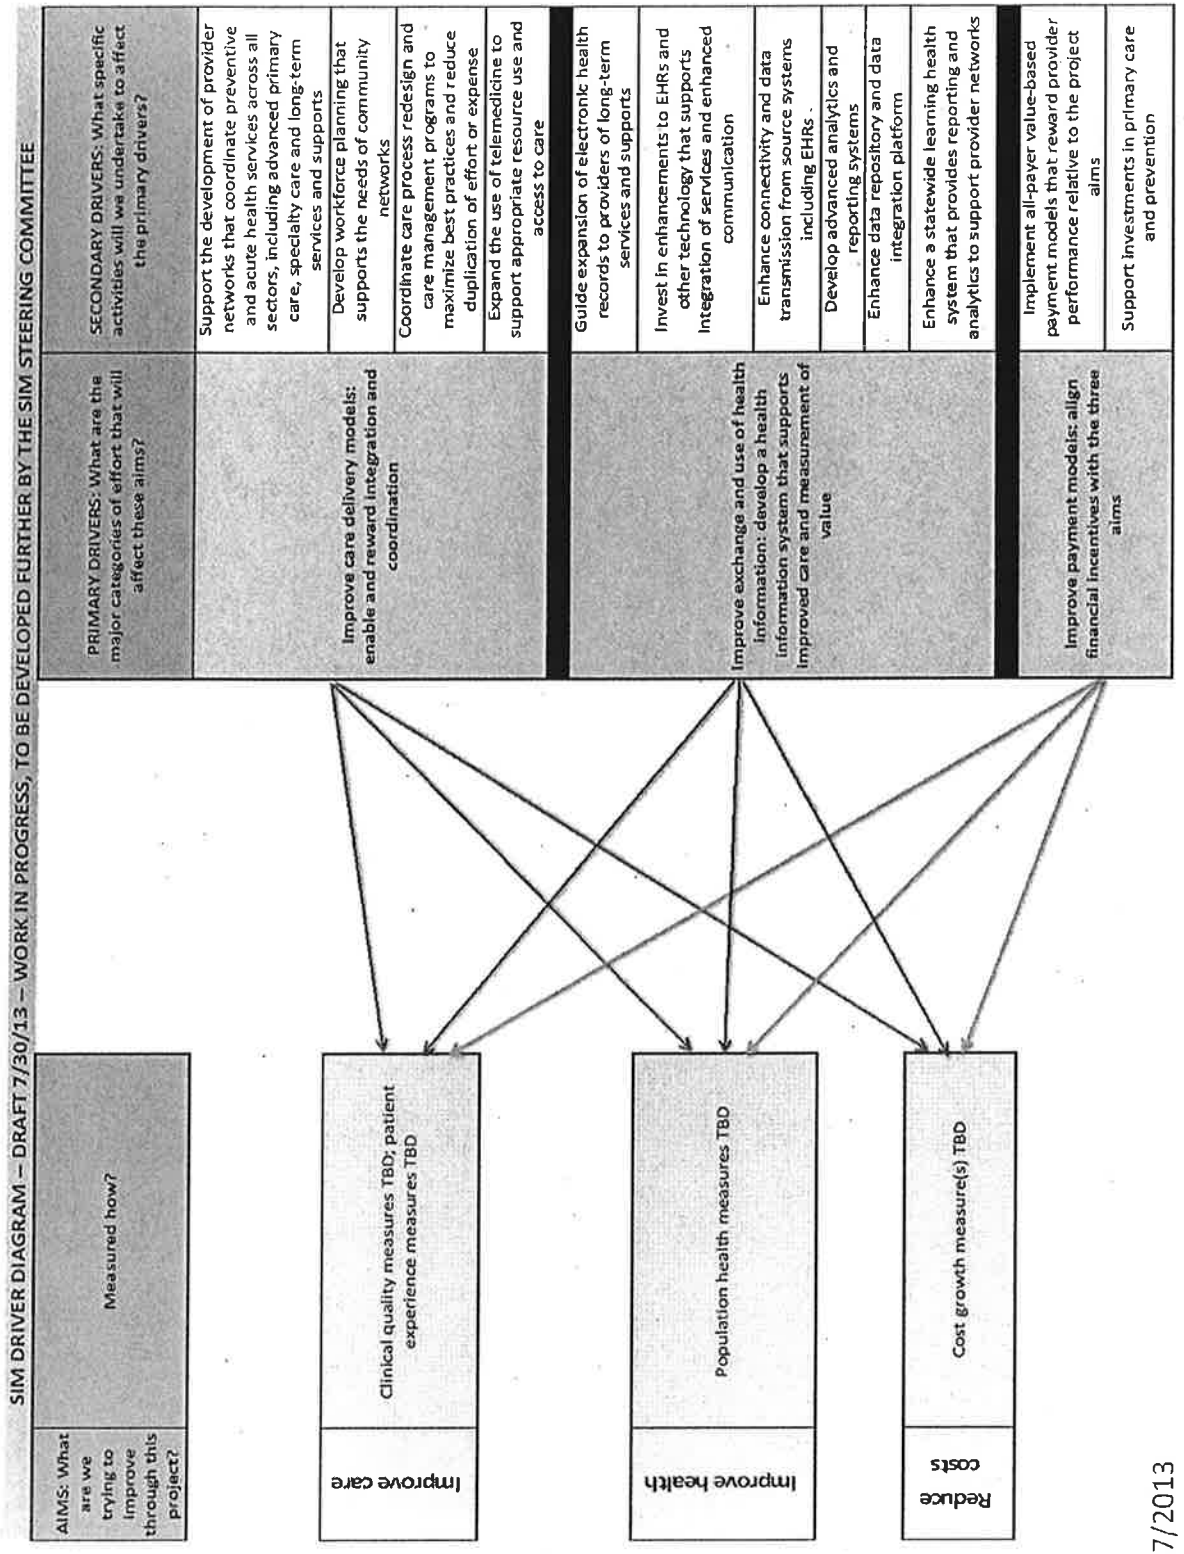 SIM DRIVER DIAGRAM – DRAFT 7/30/13 – WORK IN PROGRESS, TO BE DEVELOPED FURTHER BY THE SIM STEERING COMMITTEE
AIMS: What
are we
trying to
Improve
through this
project?
Measured how?
PRIMARY DRIVERS: What are the
major categories of effort that will
affect these aims?
SECONDARY DRIVERS: What specific
activities will we undertake to affect
the primary drivers?
Improve care
Clinical quality measures TBD; patient
experience measures TBD
Improve health
Population health measures TBD
Reduce
costs
Cost growth measure(s) TBD
Improve care delivery models:
enable and reward integration and
coordination
Support the development of provider
networks that coordinate preventive
and acute health services across all
sectors, including advanced primary
care, specialty care and long-term
services and supports
Develop workforce planning that
supports the needs of community
networks
Coordinate care process redesign and
care management programs to
maximize best practices and reduce
duplication of effort or expense
Expand the use of telemedicine to
support appropriate resource use and
access to care
Improve exchange and use of health
information: develop a health
information system that supports
improved care and measurement of
value
Guide expansion of electronic health
records to providers of long-term
services and supports
Invest in enhancements to EHRs and
other technology that supports
integration of services and enhanced
communication
Enhance connectivity and data
transmission from source systems
including EHRs .
Develop advanced analytics and
reporting systems
Enhance data repository and data
integration platform
Enhance a statewide learning health
system that provides reporting and
analytics to support provider networks
Improve payment models: align
financial incentives with the three
aims
Implement all-payer value-based
payment models that reward provider
performance relative to the project
aims
Support investments in primary care
and prevention
7/2013